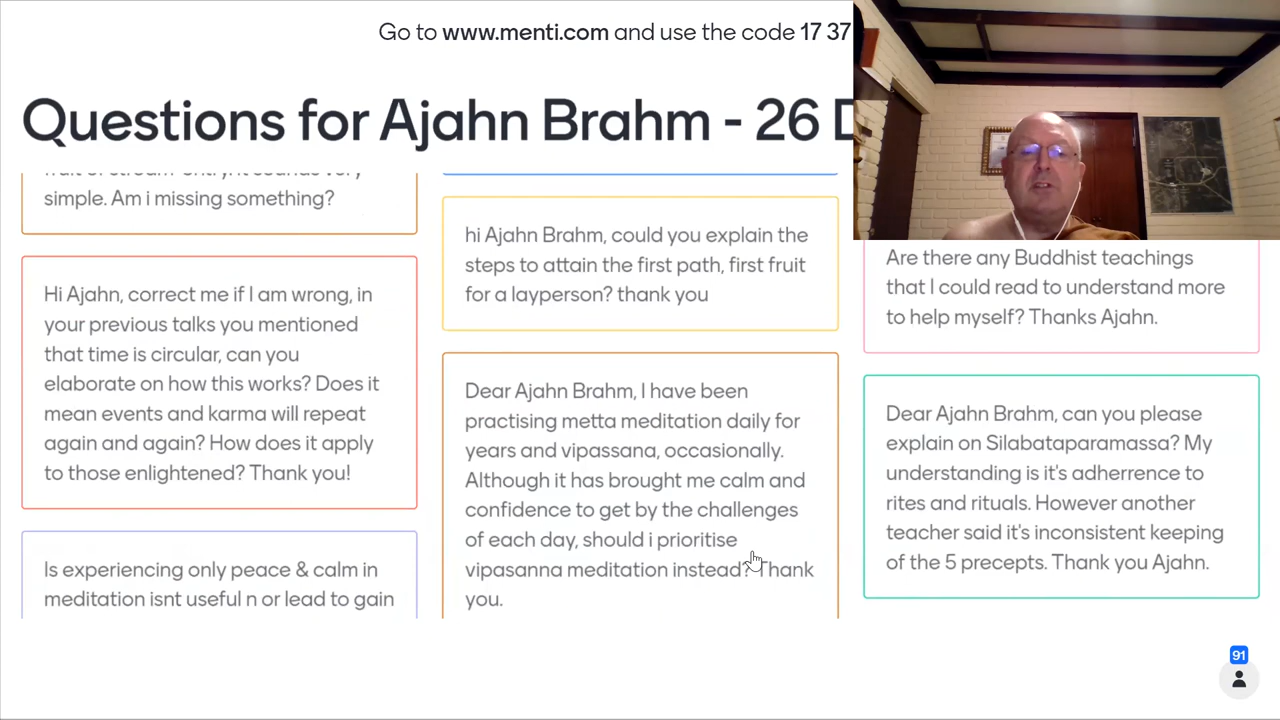 Go to www.menti.com and use the code 17 37
Questions for Ajahn Brahm - 26 D
simple. Am i missing something?
Hi Ajahn, correct me if I am wrong, in
your previous talks you mentioned
that time is circular, can you
elaborate on how this works? Does it
mean events and karma will repeat
again and again? How does it apply
to those enlightened? Thank you!
Is experiencing only peace & calm in
meditation isnt useful n or lead to gain
hi Ajahn Brahm, could you explain the
steps to attain the first path, first fruit
for a layperson? thank you
Dear Ajahn Brahm, I have been
practising metta meditation daily for
years and vipassana, occasionally.
Although it has brought me calm and
confidence to get by the challenges
of each day, should i prioritise
vipasanna meditation instead? Thank
you.
Are there any Buddhist teachings
that I could read to understand more
to help myself? Thanks Ajahn.
Dear Ajahn Brahm, can you please
explain on Silabataparamassa? My
understanding is it's adherrence to
rites and rituals. However another
teacher said it's inconsistent keeping
of the 5 precepts. Thank you Ajahn.
91